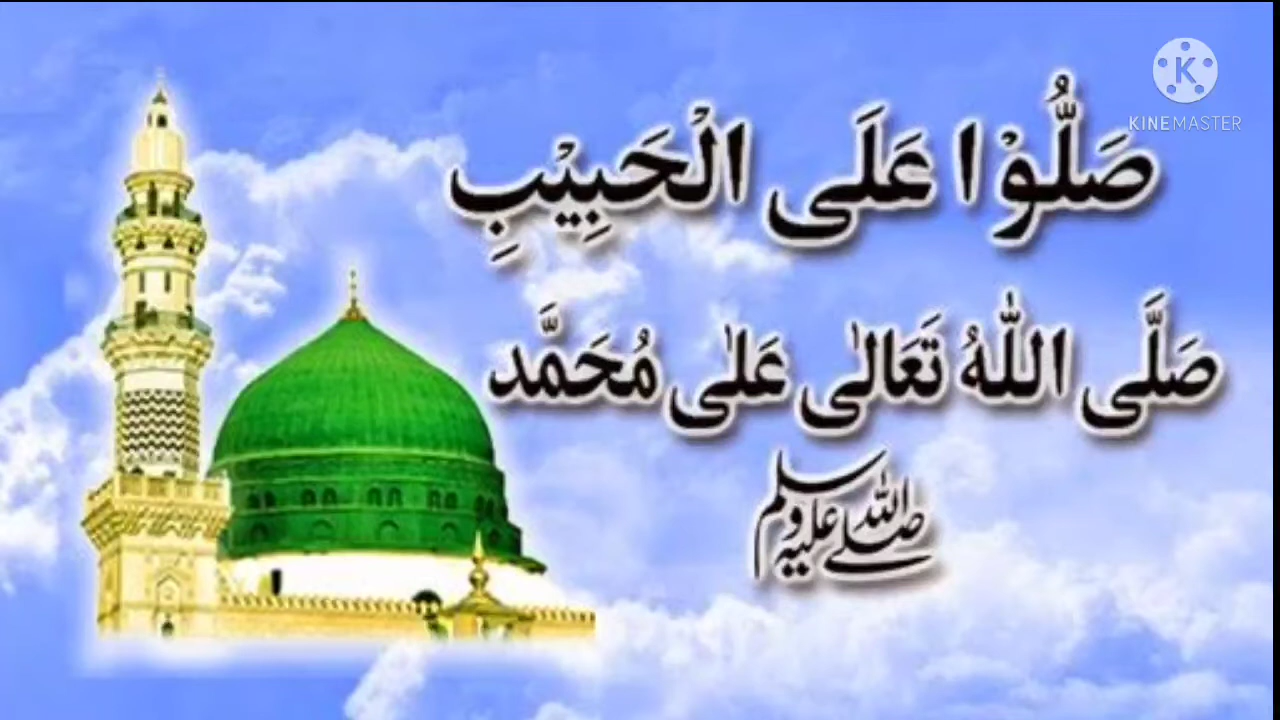 صَلُّوْا عَلَى الْحَبِيْبِ
صَلَّى اللّٰهُ تَعَالٰى عَلٰى مُحَمَّد
صلى الله عليه وسلم
K
KINEMASTER